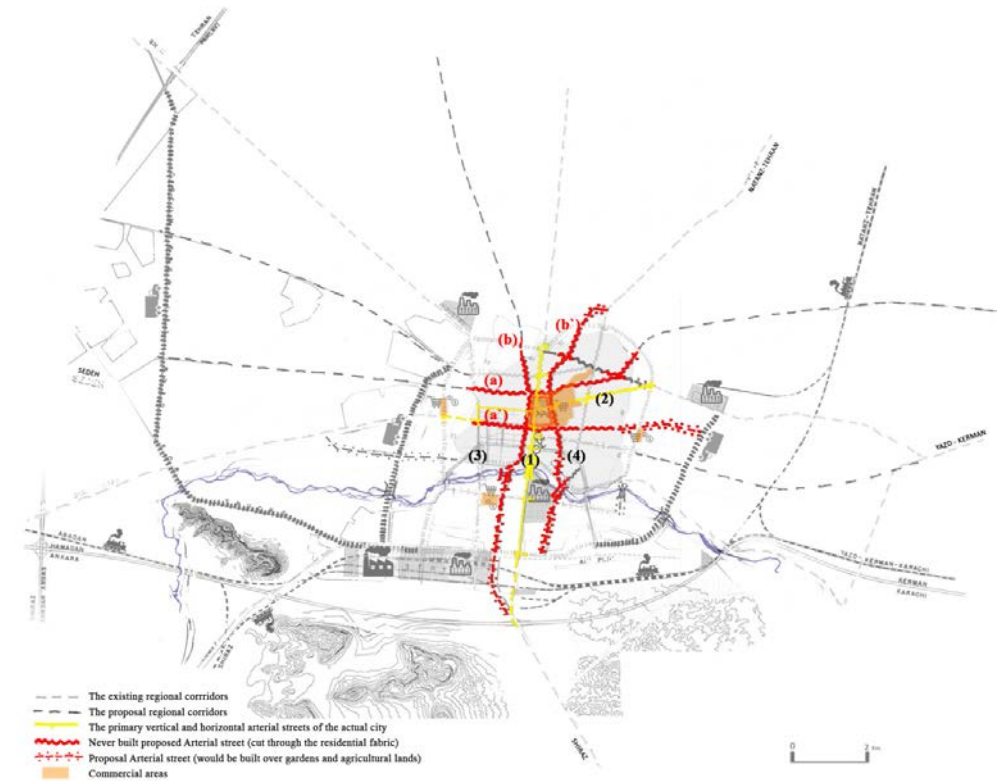 TEHRAN
PAHLAVI
NATANZ-TEHRAN
NATANZ-TEHRAN
(b`)
(b)
SEDEH
(a)
(2)
(a`)
YAZD - KERMAN
(3)
(1)
(4)
ABADAN
HAMADAN
ANKARA
YAZD - KERMAN - KARACHI
KERMAN
KARACHI
SHIRAZ
SHIRAZ
SHIRAZ
The existing regional corrridors
The proposal regional corridors
The primary vertical and horizontal arterial streets of the actual city
Never built proposed Arterial street (cut through the residential fabric)
Proposal Arterial street (would be built over gardens and agricultural lands)
Commercial areas
0
2 km